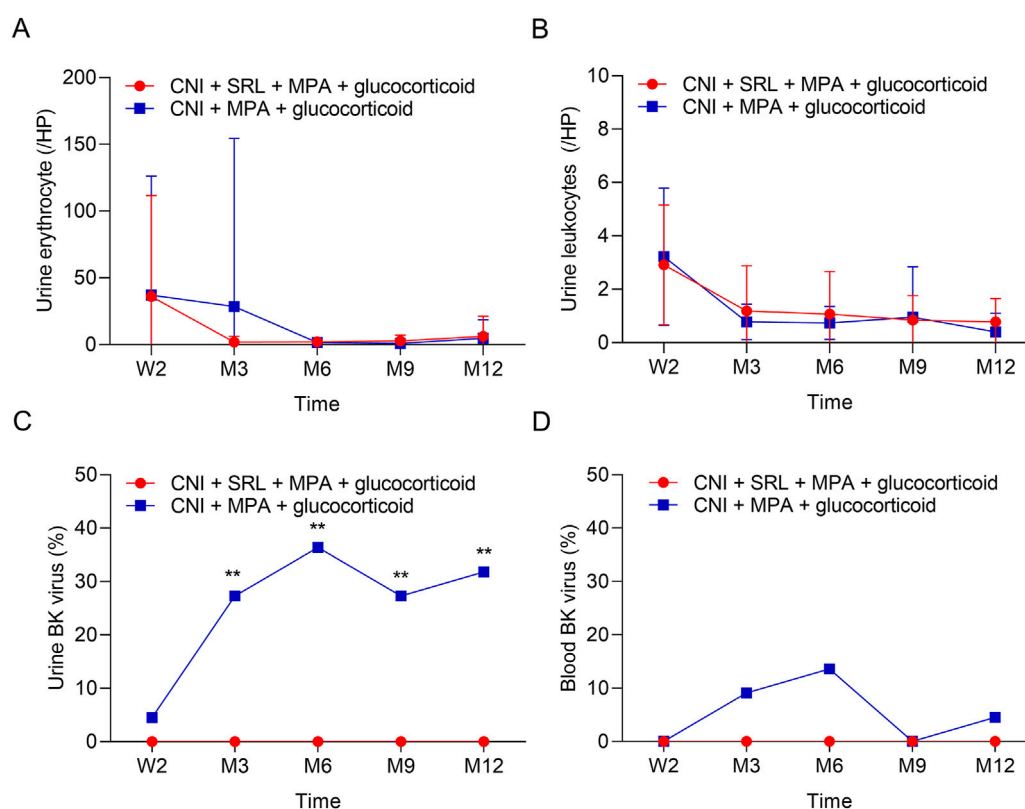 A
Urine erythrocyte (/HP)
200
150
100
50
0
CNI + SRL + MPA + glucocorticoid
CNI + MPA + glucocorticoid
W2 M3 M6 M9 M12
Time
B
Urine leukocytes (/HP)
10
8
6
4
2
0
CNI + SRL + MPA + glucocorticoid
CNI + MPA + glucocorticoid
W2 M3 M6 M9 M12
Time
C
Urine BK virus (%)
50
40
30
20
10
0
CNI + SRL + MPA + glucocorticoid
CNI + MPA + glucocorticoid
** ** ** **
W2 M3 M6 M9 M12
Time
D
Blood BK virus (%)
50
40
30
20
10
0
CNI + SRL + MPA + glucocorticoid
CNI + MPA + glucocorticoid
W2 M3 M6 M9 M12
Time